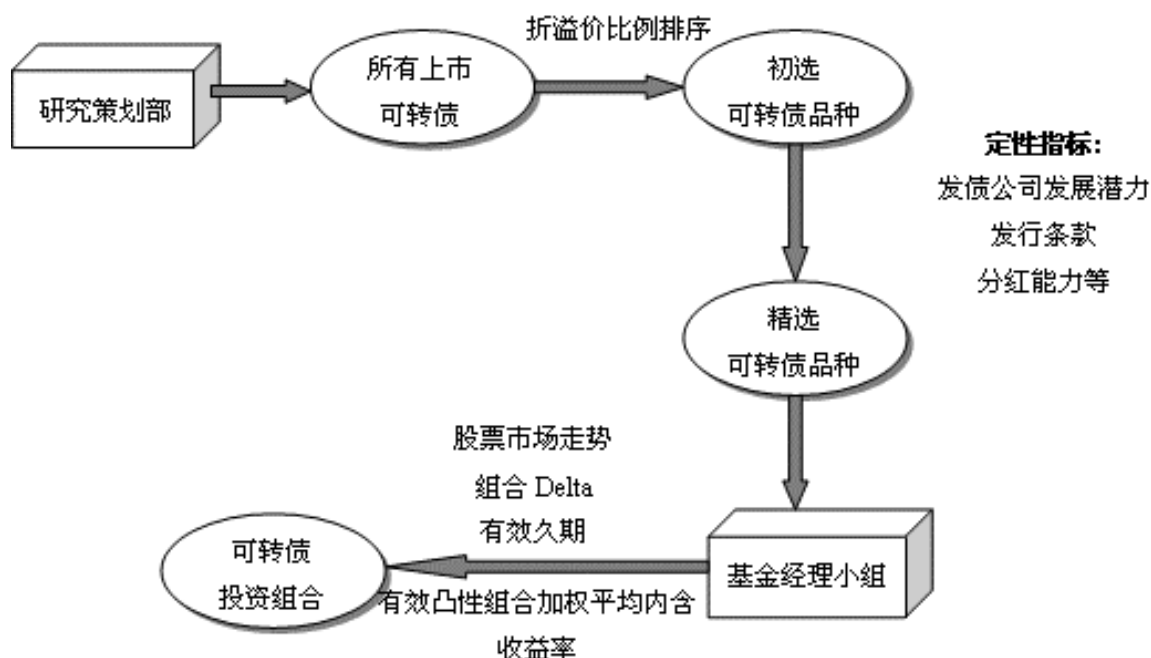 折溢价比例排序
研究策划部
所有上市
可转债
初选
可转债品种
定性指标：
发债公司发展潜力
发行条款
分红能力等
精选
可转债品种
股票市场走势
组合 Delta
有效久期
可转债
投资组合
基金经理小组
有效凸性组合加权平均内含
收益率